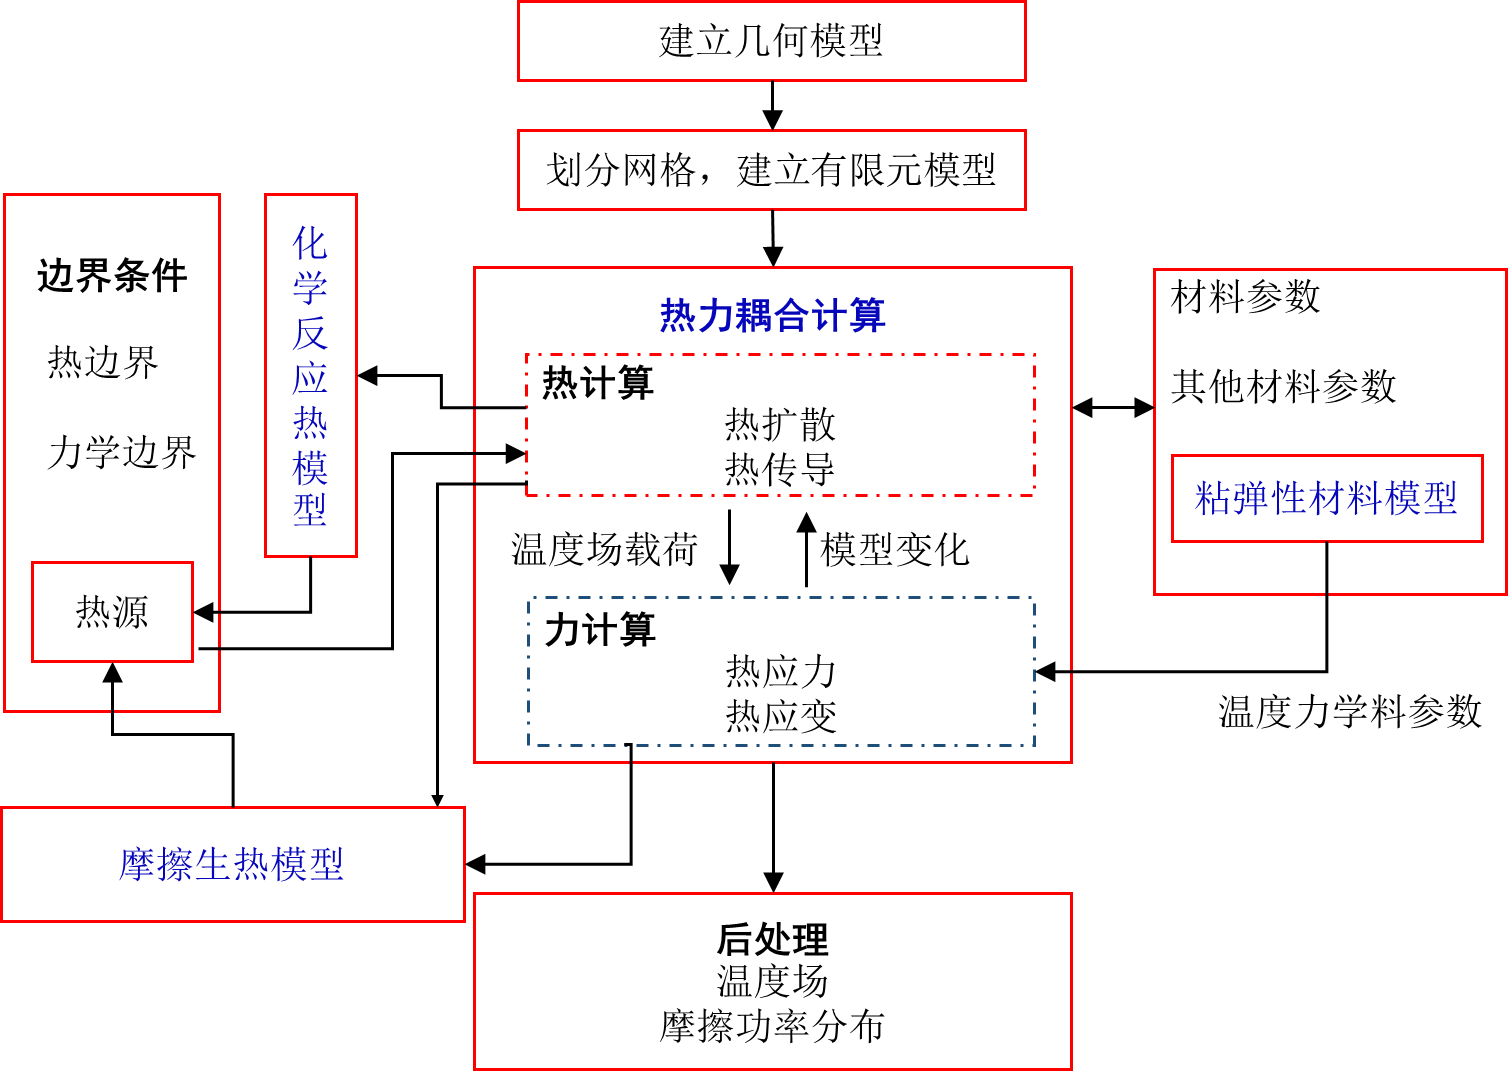 建立几何模型
划分网格，建立有限元模型
边界条件
热边界
力学边界
热源
化
学
反
应
热
模
型
热力耦合计算
热计算
热扩散
热传导
温度场载荷
模型变化
力计算
热应力
热应变
材料参数
其他材料参数
粘弹性材料模型
温度力学料参数
摩擦生热模型
后处理
温度场
摩擦功率分布